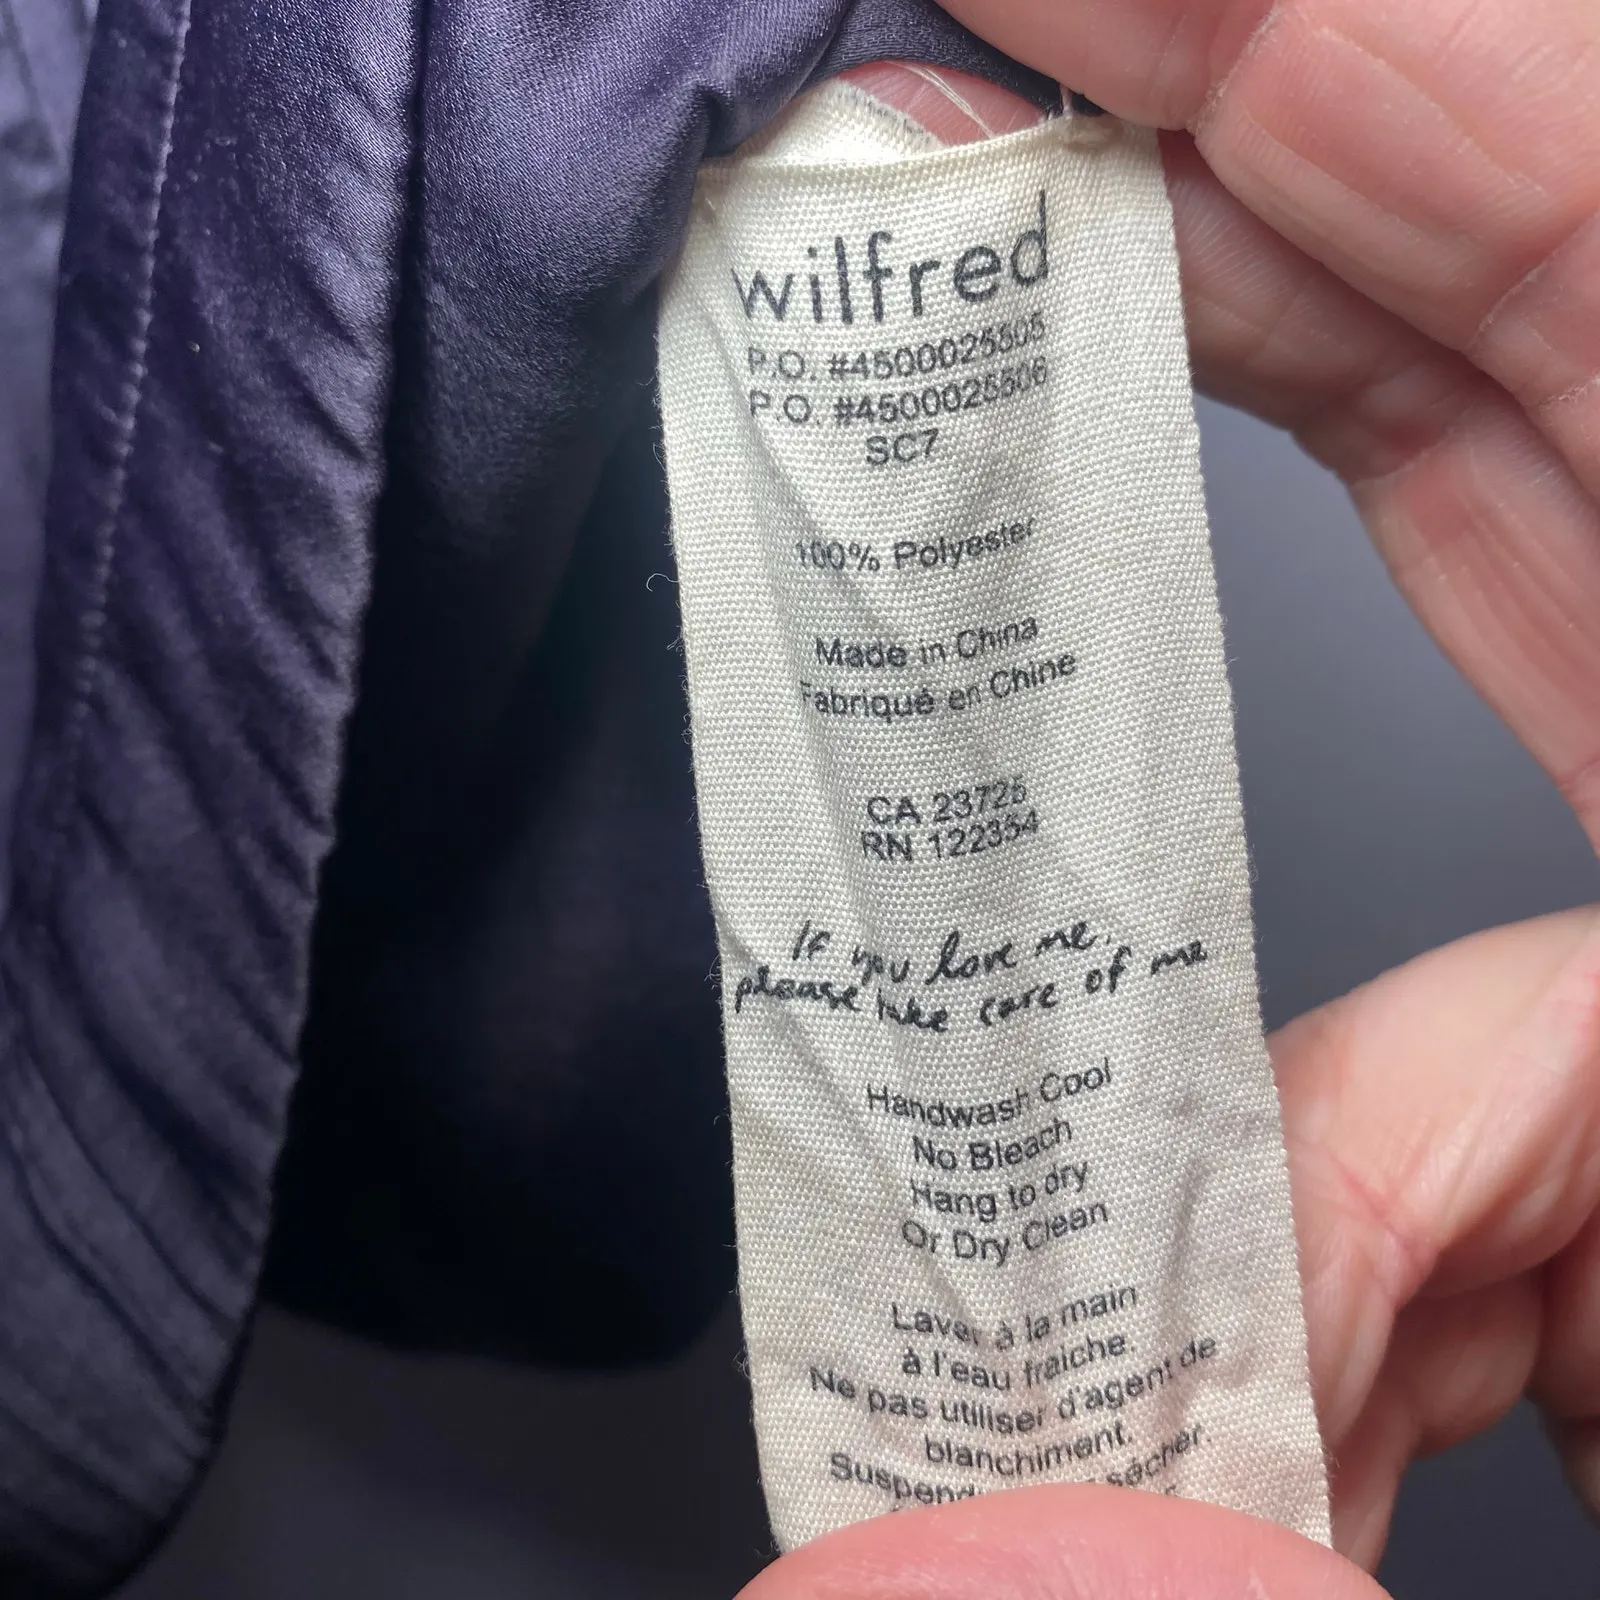 wilfred
P.O. #4500025505
P.O. #4500025506
SC7
100% Polyester
Made in China
Fabriqué en Chine
CA 23725
RN 122354
If you love me,
please take care of me
Handwash Cool
No Bleach
Hang to dry
Or Dry Clean
Laver à la main
à l'eau fraiche.
Ne pas utiliser d'agent de
blanchiment.
sécher.